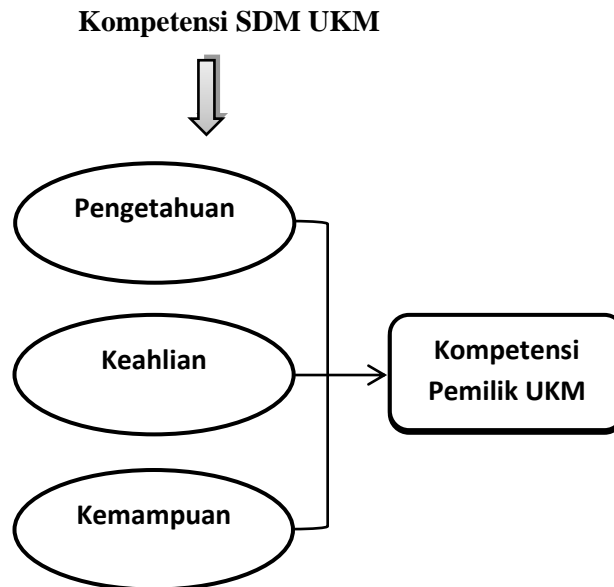 Kompetensi SDM UKM
Pengetahuan
Keahlian
Kompetensi
Pemilik UKM
Kemampuan